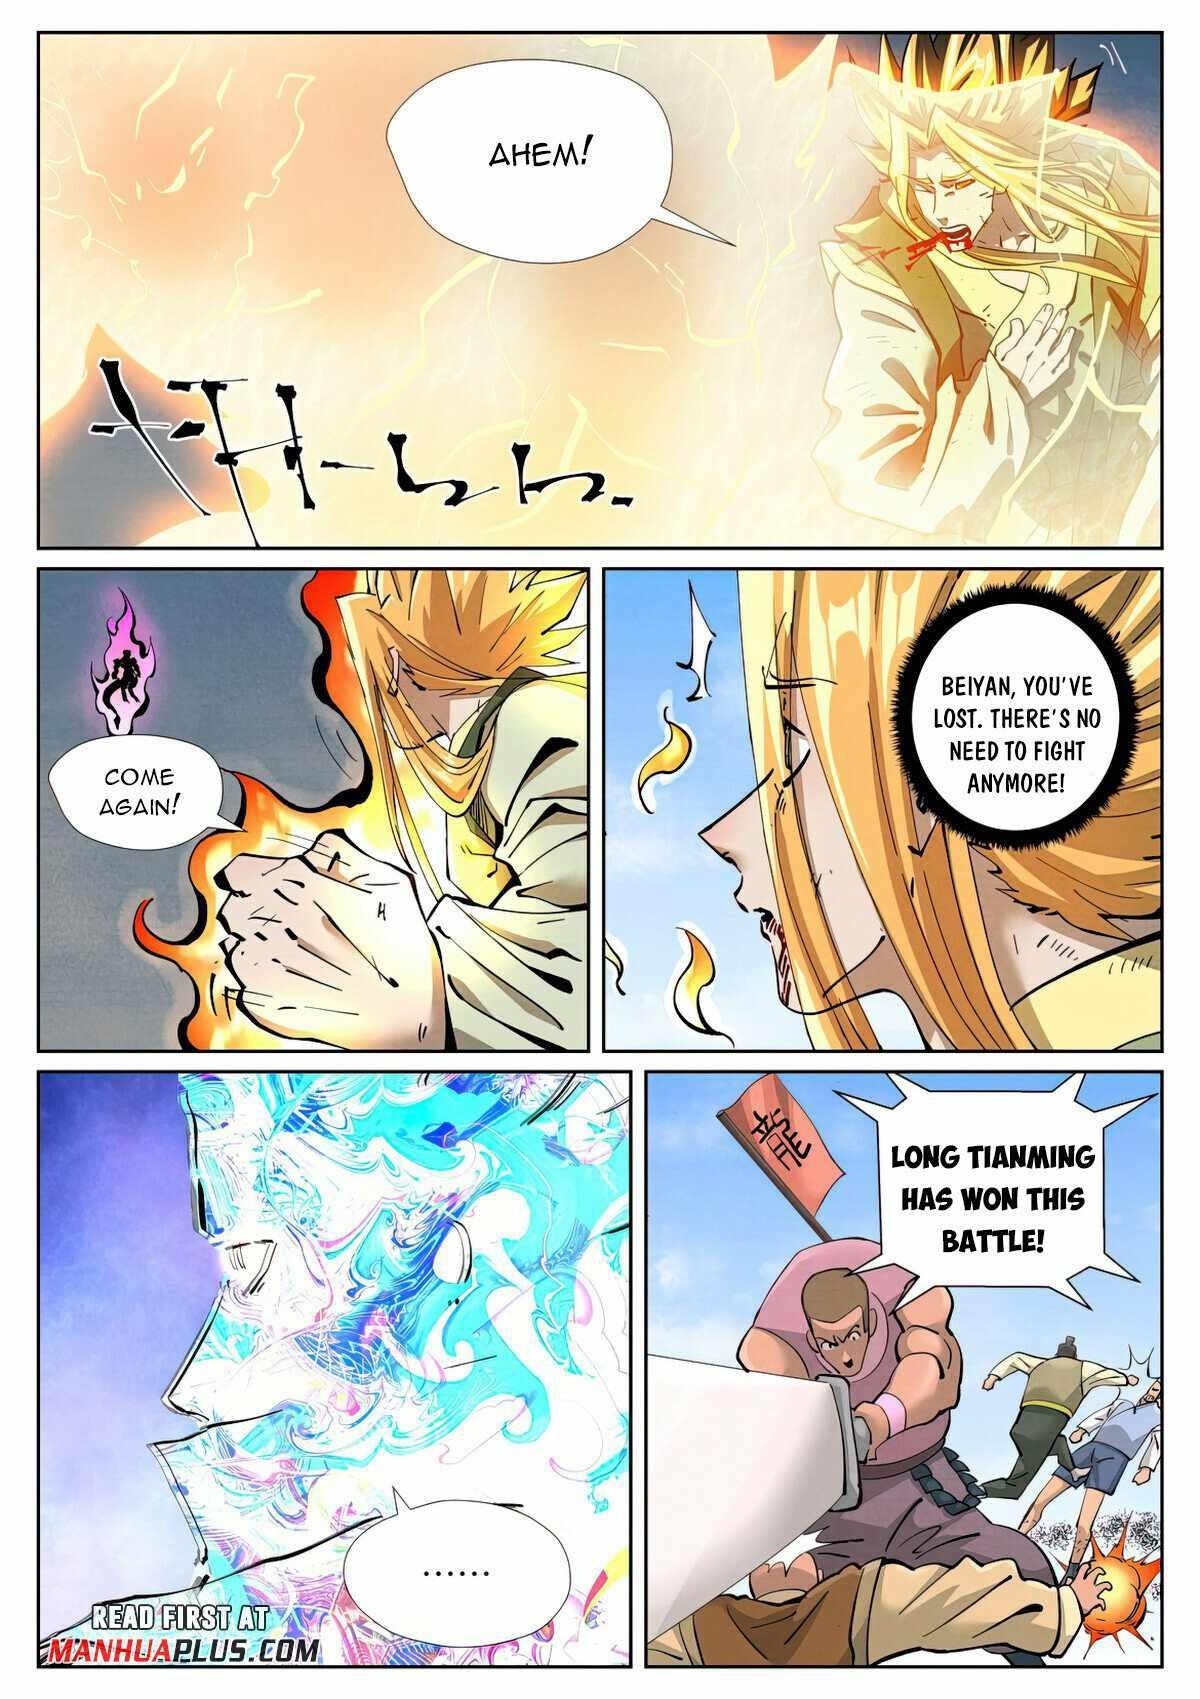 AHEM!
COME
AGAIN!
BEIYAN, YOU'VE
LOST. THERE'S NO
NEED TO FIGHT
ANYMORE!
......
龍
LONG TIANMING
HAS WON THIS
BATTLE!
READ FIRST AT
MANHUAPLUS.COM